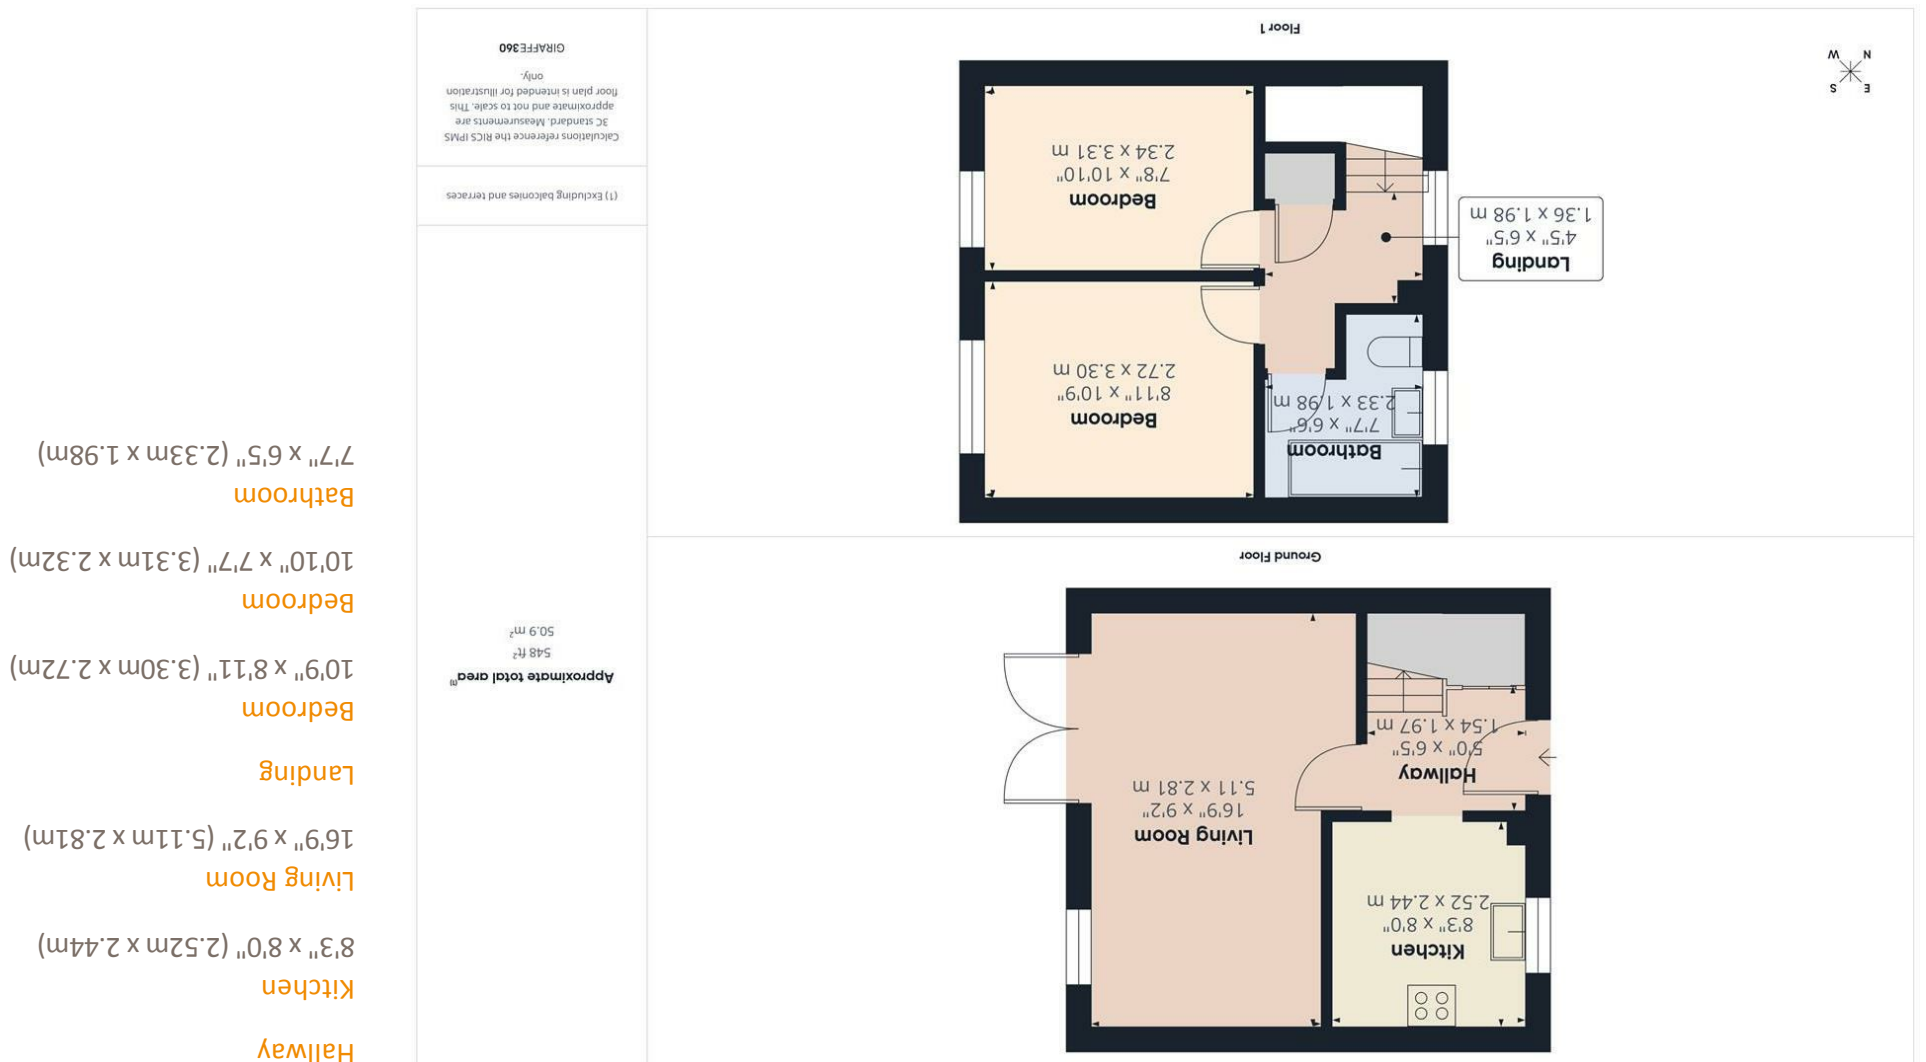 Kitchen
8'3" x 8'0"
2.52 x 2.44 m
Living Room
16'9" x 9'2"
5.11 x 2.81 m
Hallway
5'0" x 6'5"
1.54 x 1.97 m
Ground Floor
Bathroom
7'7" x 6'6"
2.33 x 1.98 m
Bedroom
8'11" x 10'9"
2.72 x 3.30 m
Landing
4'5" x 6'5"
1.36 x 1.98 m
Bedroom
7'8" x 10'10"
2.34 x 3.31 m
E S
N W
Floor 1
Approximate total area(1)
548 ft²
50.9 m²
(1) Excluding balconies and terraces
Calculations reference the RICS IPMS
3C standard. Measurements are
approximate and not to scale. This
floor plan is intended for illustration
only.
GIRAFFE360
Hallway
Kitchen
8'3" x 8'0" (2.52m x 2.44m)
Living Room
16'9" x 9'2" (5.11m x 2.81m)
Landing
Bedroom
10'9" x 8'11" (3.30m x 2.72m)
Bedroom
10'10" x 7'7" (3.31m x 2.32m)
Bathroom
7'7" x 6'5" (2.33m x 1.98m)